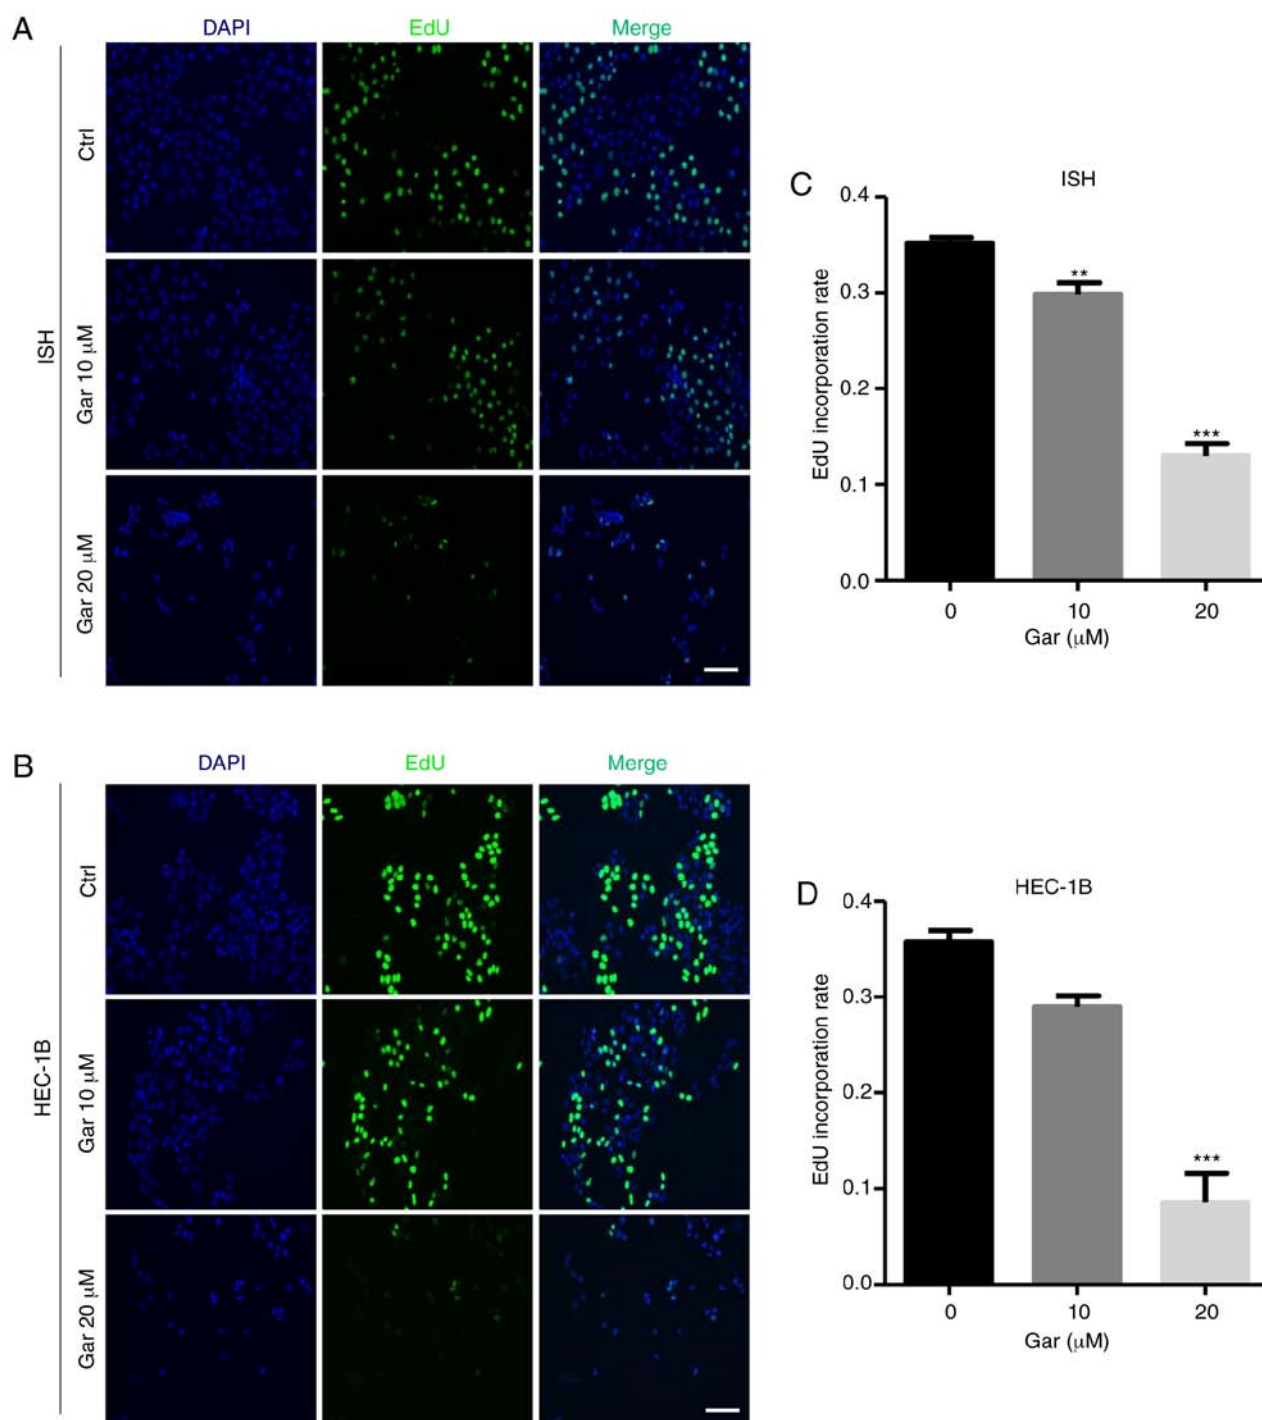 A
DAPI EdU Merge
ISH
Ctrl
Gar 10 μM
Gar 20 μM
B
DAPI EdU Merge
HEC-1B
Ctrl
Gar 10 μM
Gar 20 μM
C
ISH
EdU incorporation rate
0.4
0.3
0.2
0.1
0.0
**
***
0 10 20
Gar (μM)
D
HEC-1B
EdU incorporation rate
0.4
0.3
0.2
0.1
0.0
***
0 10 20
Gar (μM)